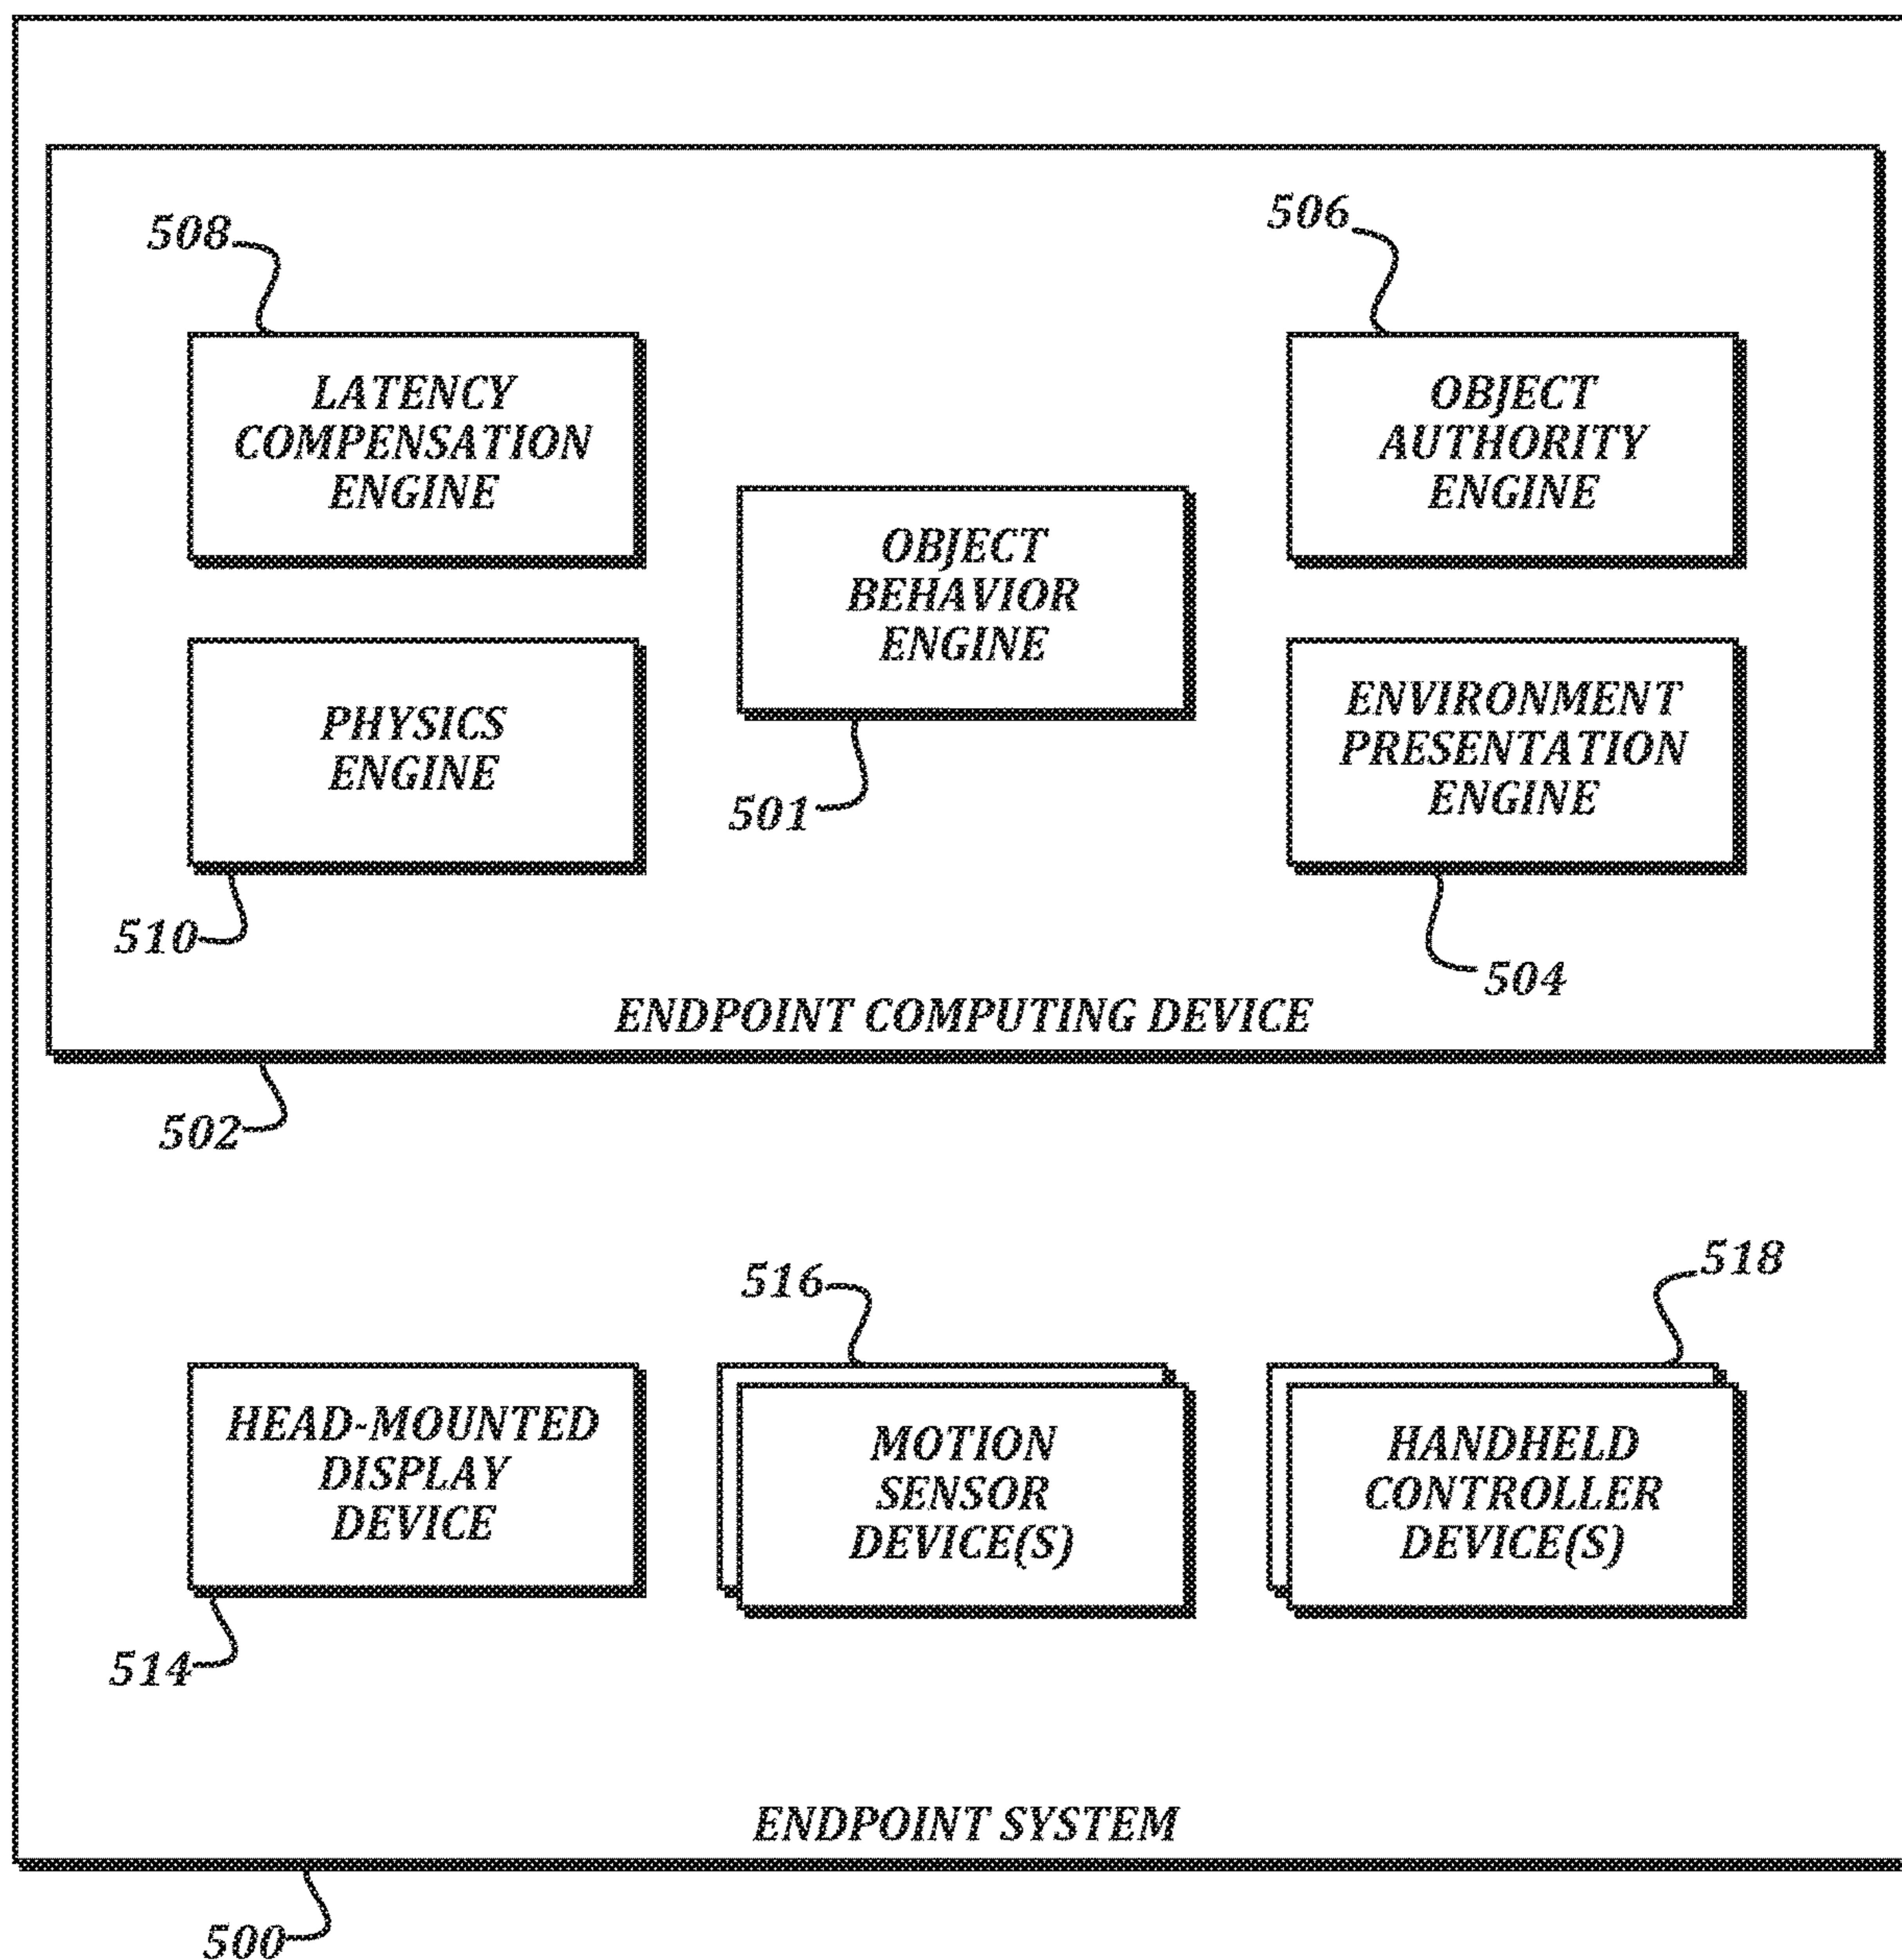 508
506
LATENCY
COMPENSATION
ENGINE
OBJECT
AUTHORITY
ENGINE
OBJECT
BEHAVIOR
ENGINE
PHYSICS
ENGINE
ENVIRONMENT
PRESENTATION
ENGINE
501
510
504
ENDPOINT COMPUTING DEVICE
502
516
518
HEAD-MOUNTED
DISPLAY
DEVICE
MOTION
SENSOR
DEVICE(S)
HANDHELD
CONTROLLER
DEVICE(S)
514
ENDPOINT SYSTEM
500